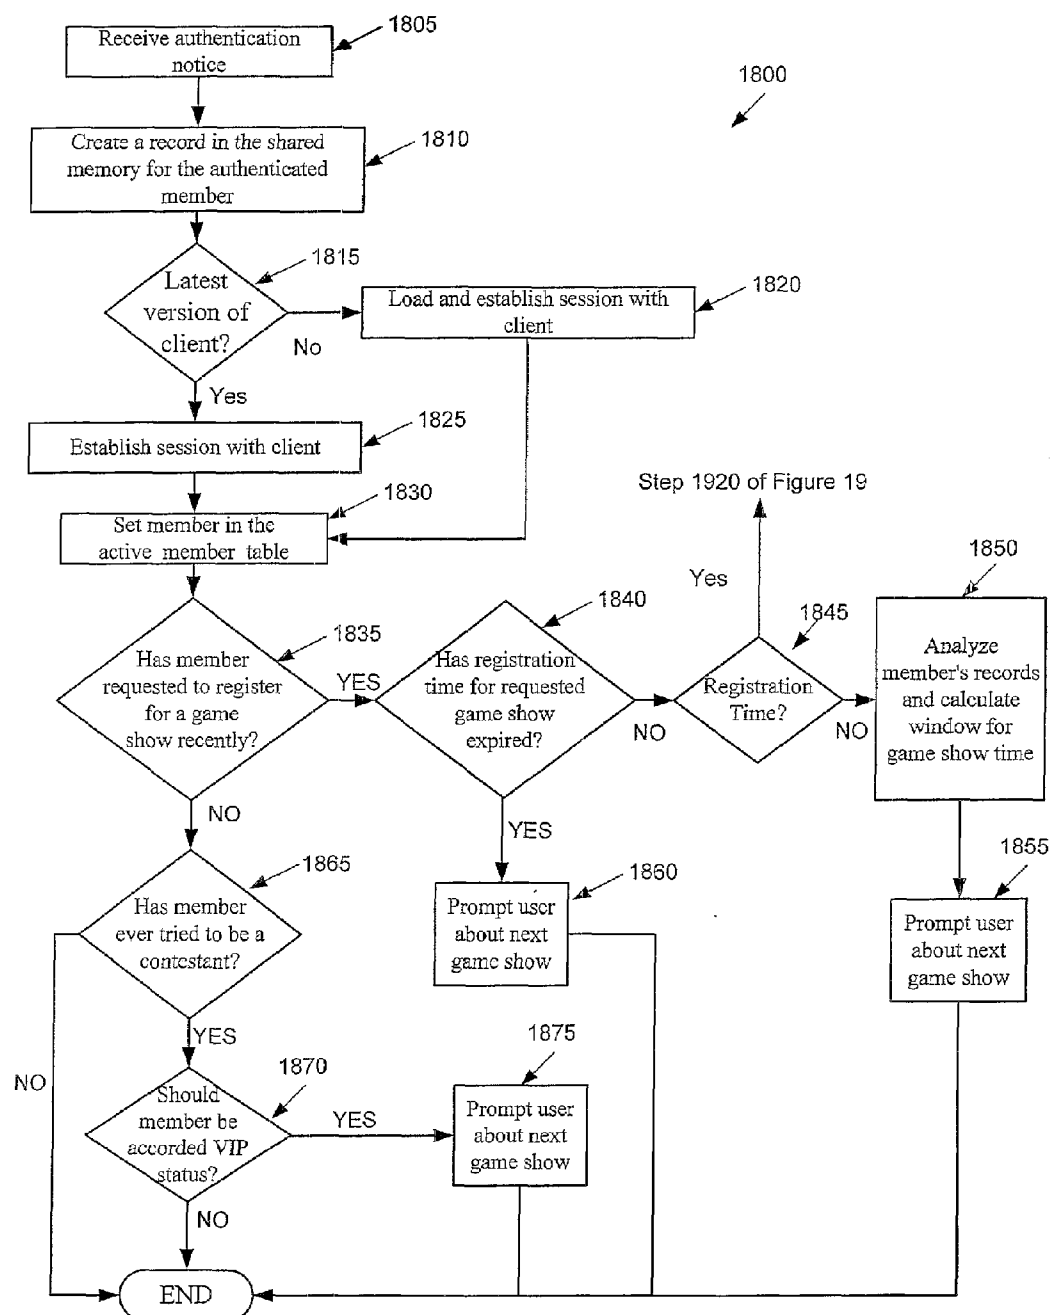 1805
Receive authentication
notice
1800
1810
Create a record in the shared
memory for the authenticated
member
1815
Latest
version of
client?
No
Yes
1820
Load and establish session with
client
1825
Establish session with client
1830
Set member in the
active_member_table
Step 1920 of Figure 19
1835
Has member
requested to register
for a game
show recently?
YES
NO
1840
Has registration
time for requested
game show
expired?
NO
YES
1845
Registration
Time?
Yes
NO
1850
Analyze
member's records
and calculate
window for
game show time
1855
Prompt user
about next
game show
1860
Prompt user
about next
game show
1865
Has member
ever tried to be a
contestant?
NO
YES
1870
Should
member be
accorded VIP
status?
YES
NO
1875
Prompt user
about next
game show
END